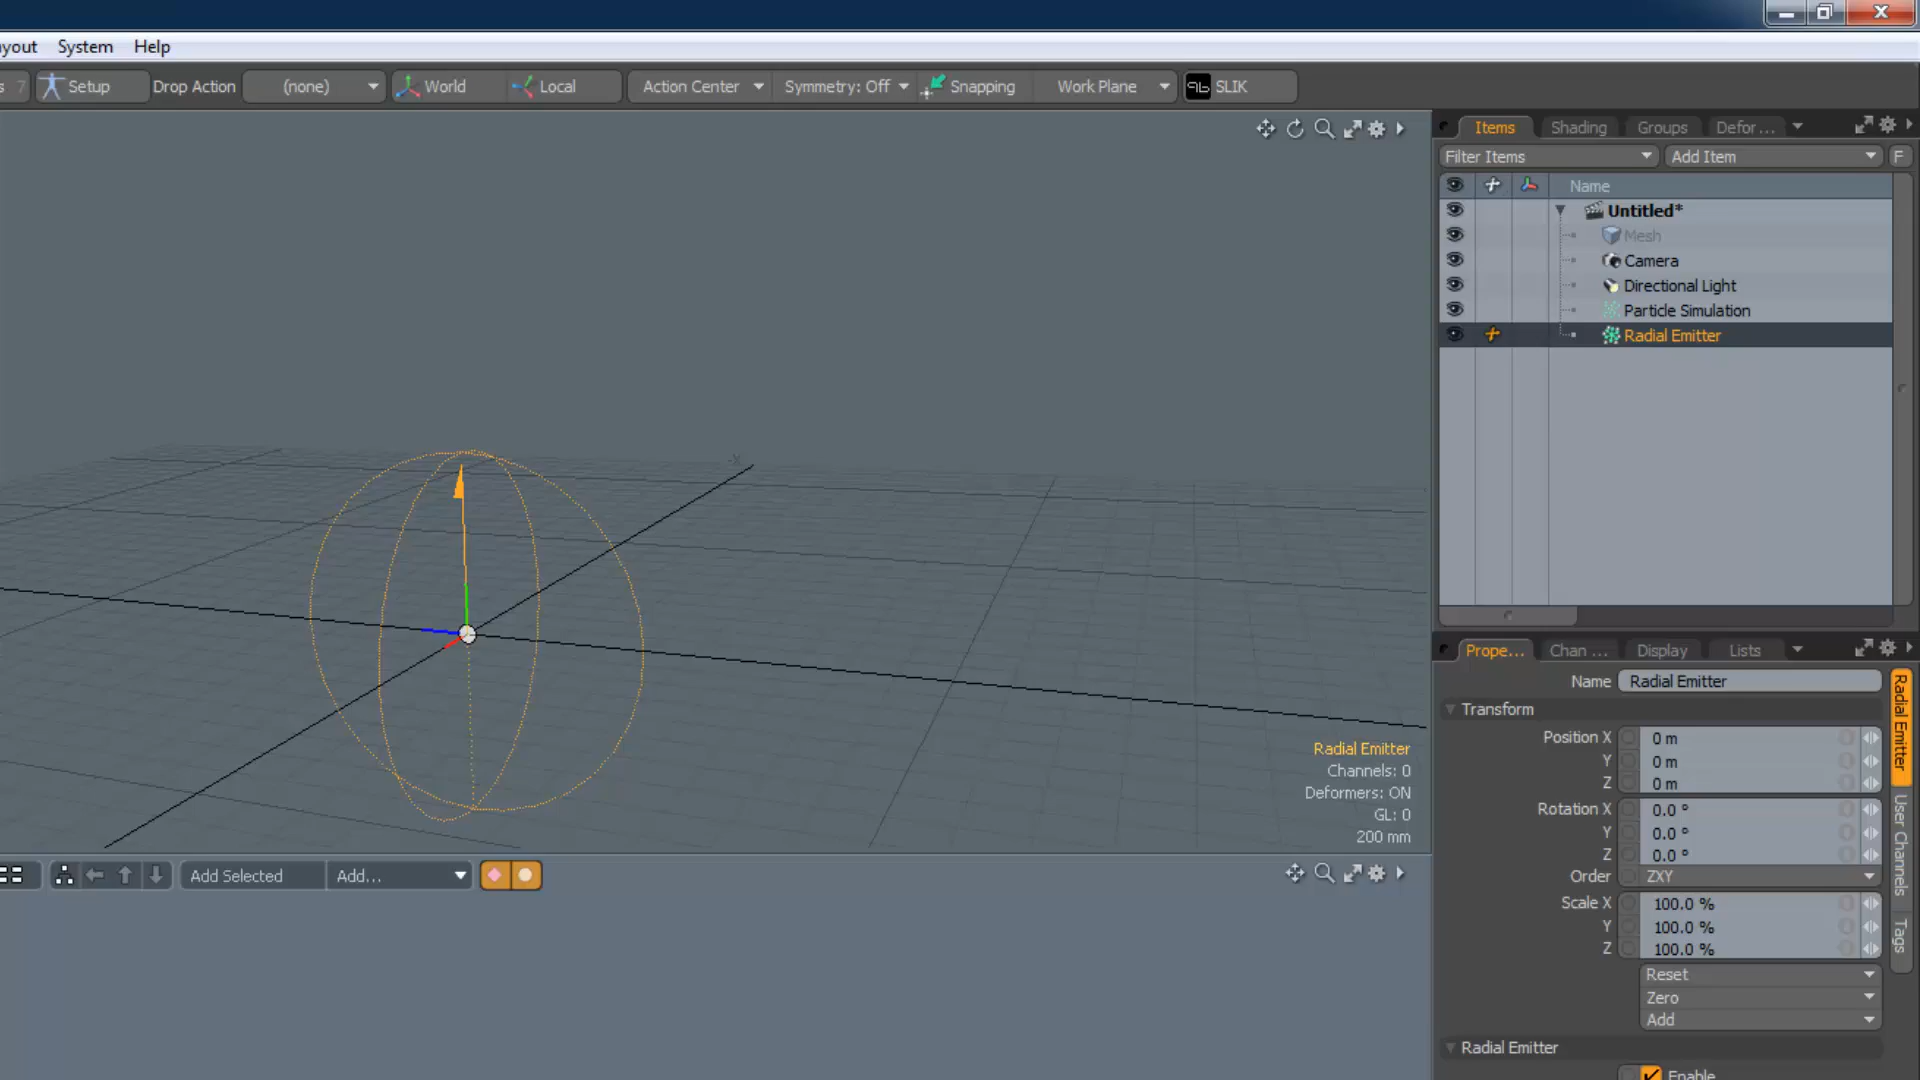 yout System Help
s 7 Setup Drop Action (none) World Local Action Center Symmetry: Off Snapping Work Plane SLIK
Items Shading Groups Defor...
Filter Items Add Item F
Name
Untitled*
Mesh
Camera
Directional Light
Particle Simulation
Radial Emitter
-X
Radial Emitter
Channels: 0
Deformers: ON
GL: 0
200 mm
Add Selected Add...
Prope... Chan ... Display Lists
Name Radial Emitter
Transform
Position X 0 m
Y 0 m
Z 0 m
Rotation X 0.0 °
Y 0.0 °
Z 0.0 °
Order ZXY
Scale X 100.0 %
Y 100.0 %
Z 100.0 %
Reset
Zero
Add
Radial Emitter
Enable
Radial Emitter
User Channels
Tags